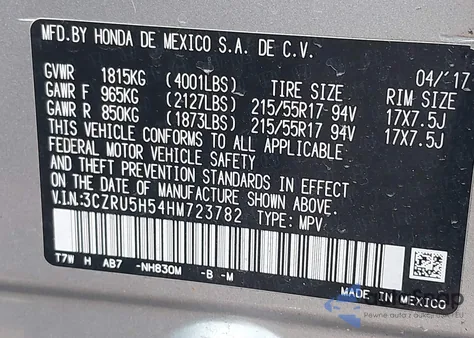 MFD.BY HONDA DE MEXICO S.A. DE C.V.
04/17
GVWR 1815KG (4001LBS) TIRE SIZE RIM SIZE
GAWR F 965KG (2127LBS) 215/55R17 94V 17X7.5J
GAWR R 850KG (1873LBS) 215/55R17 94V 17X7.5J
THIS VEHICLE CONFORMS TO ALL APPLICABLE
FEDERAL MOTOR VEHICLE SAFETY
AND THEFT PREVENTION STANDARDS IN EFFECT
ON THE DATE OF MANUFACTURE SHOWN ABOVE.
V.I.N:3CZRU5H54HM723782 TYPE: MPV
T7W H AB7 -NH830M -B -M
MADE IN MEXICO
Pewne auto z aukcji